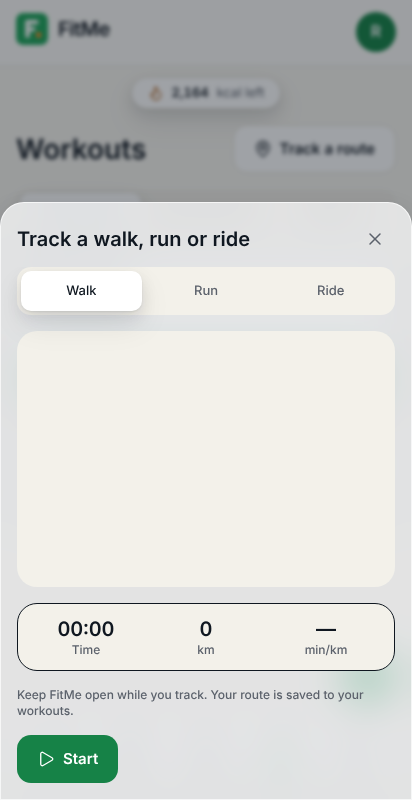 FitMe
R
2,164 kcal left
Workouts
Track a route
Track a walk, run or ride
Walk
Run
Ride
00:00
0
—
Time
km
min/km
Keep FitMe open while you track. Your route is saved to your
workouts.
Start